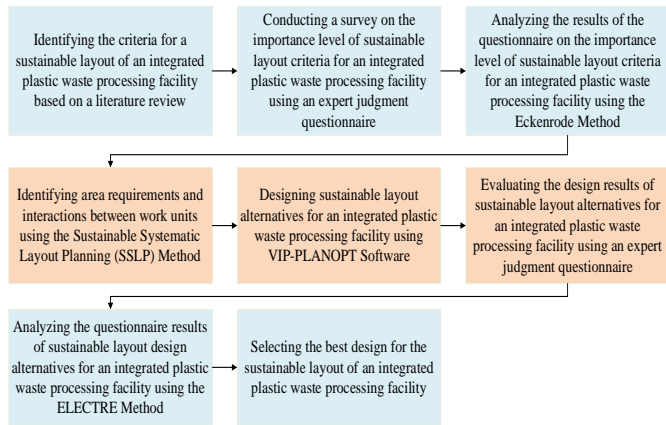 Identifying the criteria for a
sustainable layout of an integrated
plastic waste processing facility
based on a literature review
Conducting a survey on the
importance level of sustainable
layout criteria for an integrated
plastic waste processing facility
using an expert judgment
questionnaire
Analyzing the results of the
questionnaire on the importance
level of sustainable layout criteria
for an integrated plastic waste
processing facility using the
Eckenrode Method
Identifying area requirements and
interactions between work units
using the Sustainable Systematic
Layout Planning (SSLP) Method
Designing sustainable layout
alternatives for an integrated plastic
waste processing facility using
VIP-PLANOPT Software
Evaluating the design results of
sustainable layout alternatives for
an integrated plastic waste
processing facility using an expert
judgment questionnaire
Analyzing the questionnaire results
of sustainable layout design
alternatives for an integrated plastic
waste processing facility using the
ELECTRE Method
Selecting the best design for the
sustainable layout of an integrated
plastic waste processing facility